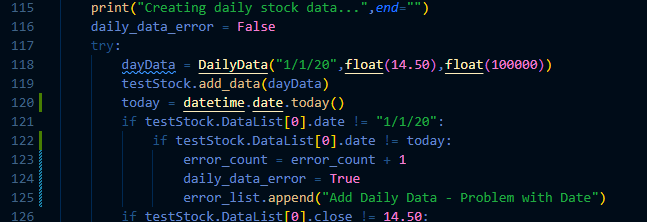 115 print("Creating daily stock data...",end="")
116 daily_data_error = False
117 try:
118 dayData = DailyData("1/1/20",float(14.50),float(100000))
119 testStock.add_data(dayData)
120 today = datetime.date.today()
121 if testStock.DataList[0].date != "1/1/20":
122 if testStock.DataList[0].date != today:
123 error_count = error_count + 1
124 daily_data_error = True
125 error_list.append("Add Daily Data - Problem with Date")
126 if testStock.DataList[0].close != 14.50: